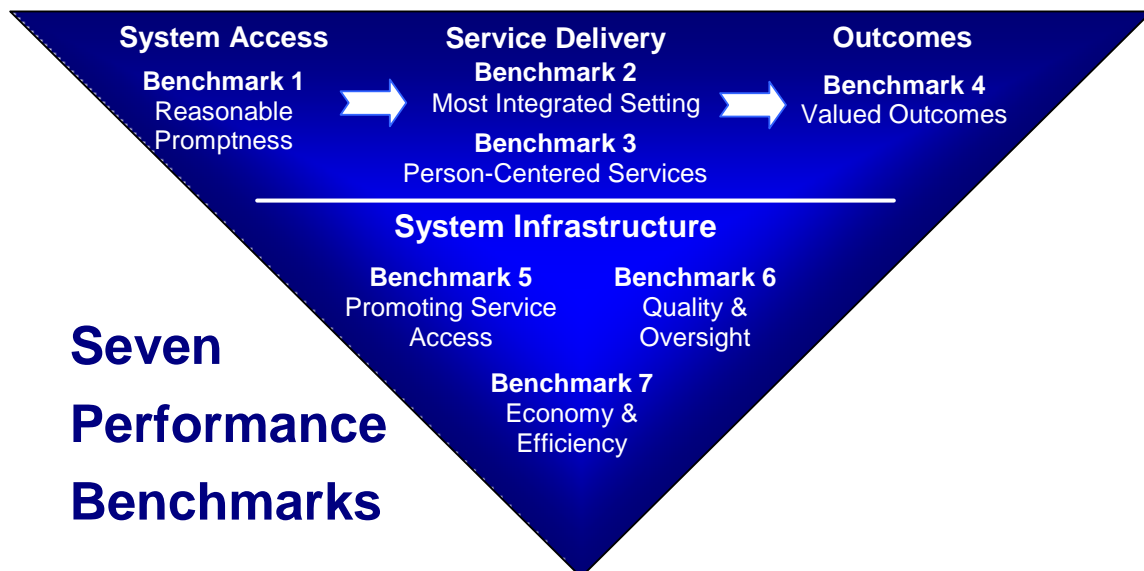 System Access
Benchmark 1
Reasonable
Promptness
Service Delivery
Benchmark 2
Most Integrated Setting
Benchmark 3
Person-Centered Services
Outcomes
Benchmark 4
Valued Outcomes
System Infrastructure
Benchmark 5
Promoting Service
Access
Benchmark 6
Quality &
Oversight
Benchmark 7
Economy &
Efficiency
Seven
Performance
Benchmarks